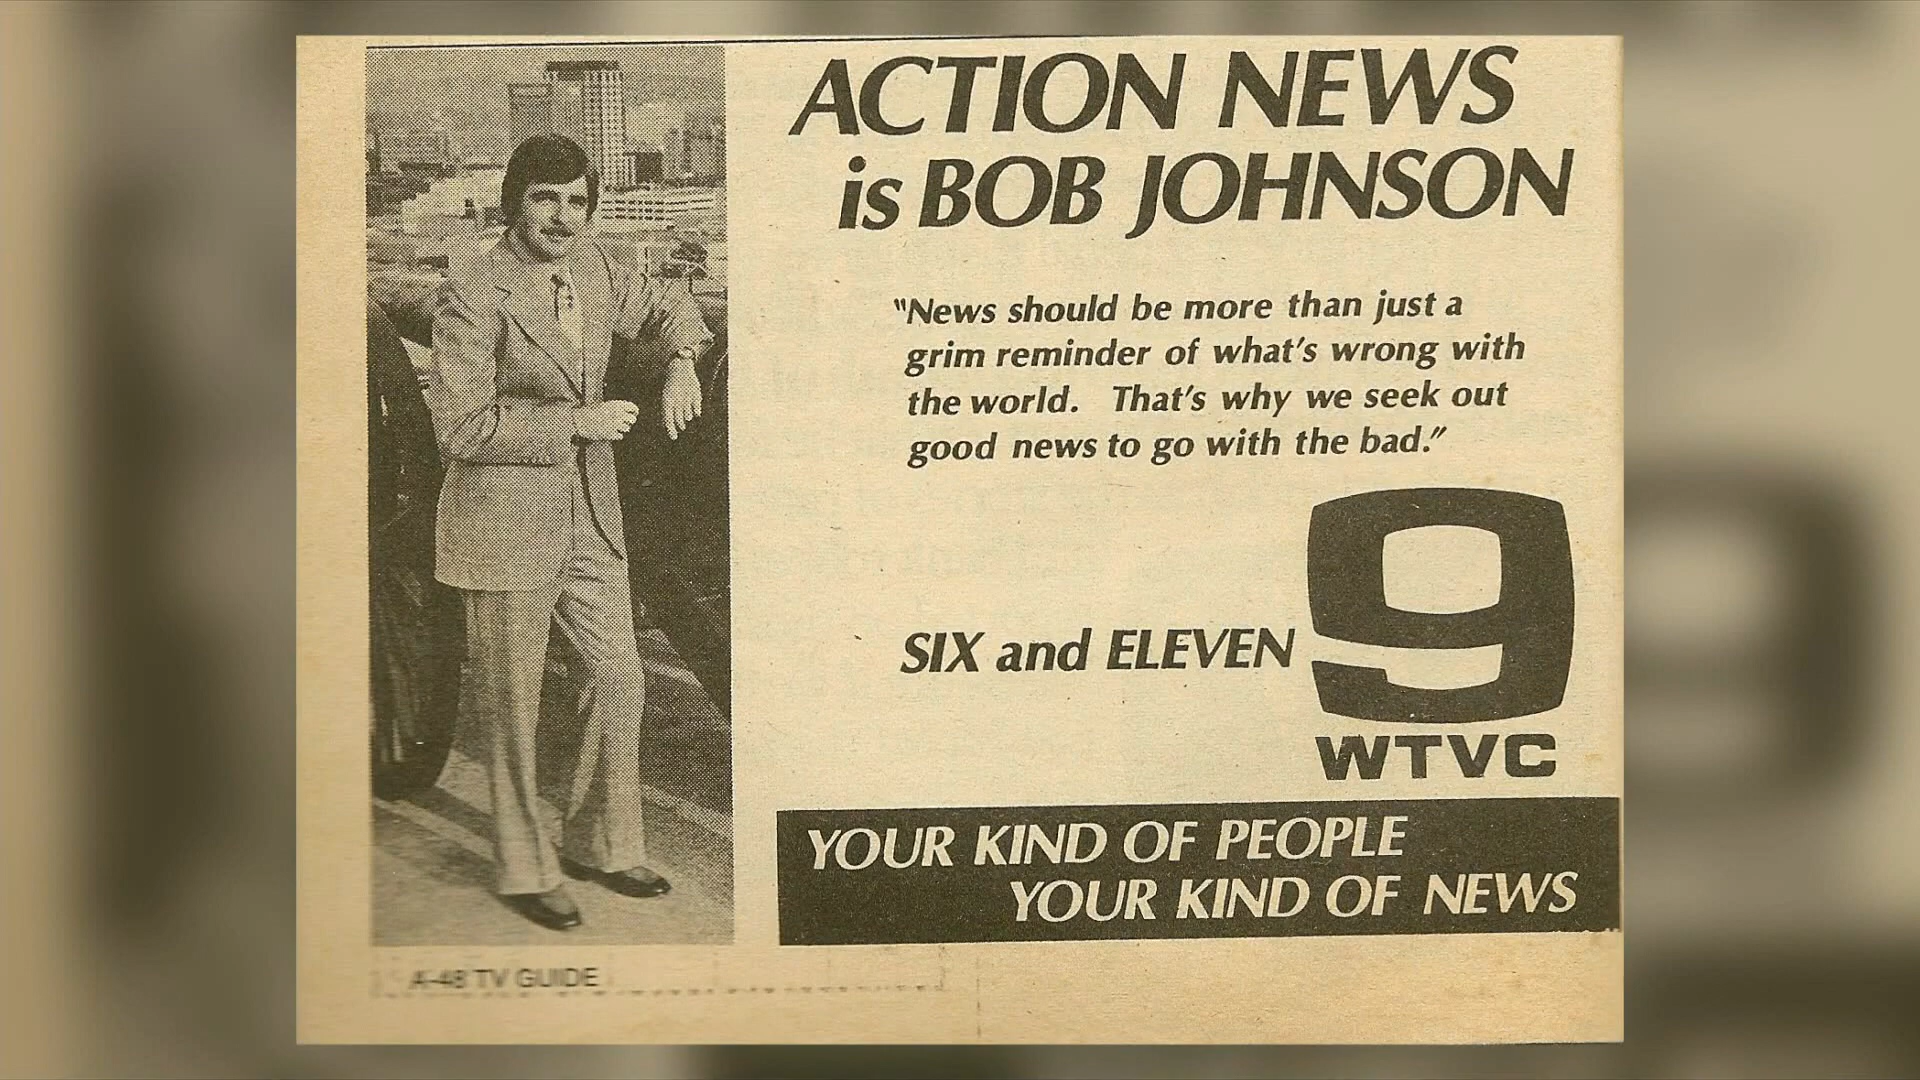 ACTION NEWS
is BOB JOHNSON
"News should be more than just a
grim reminder of what's wrong with
the world. That's why we seek out
good news to go with the bad."
SIX and ELEVEN
9
WTVC
YOUR KIND OF PEOPLE
YOUR KIND OF NEWS
A-48 TV GUIDE